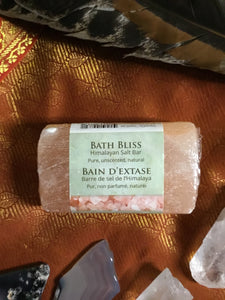 BATH BLISS
Himalayan Salt Bar
Pure, unscented, natural
BAIN D'EXTASE
Barre de sel de l'Himalaya
Pur, non parfumé, naturel